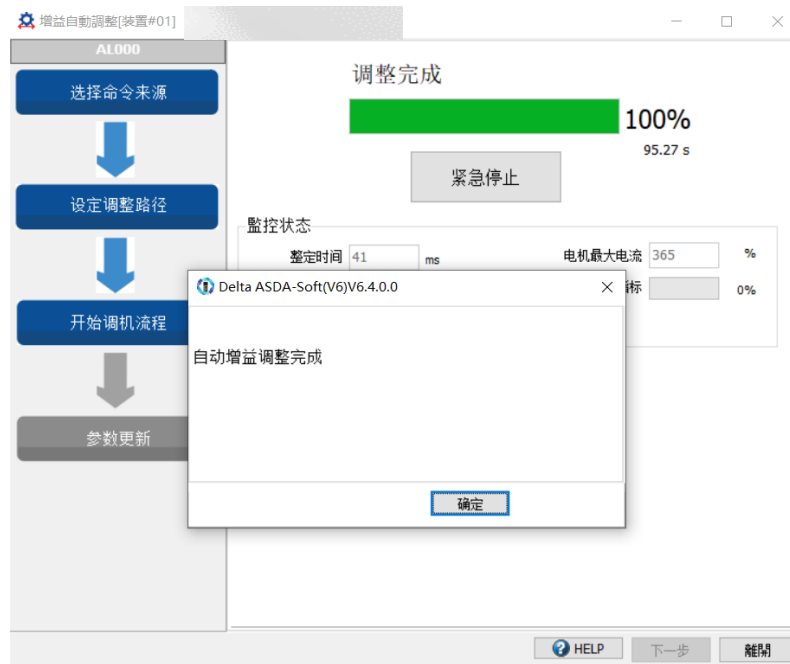 增益自動調整[装置#01]
AL000
选择命令来源
设定调整路径
开始调机流程
参数更新
调整完成
100%
95.27 s
紧急停止
監控状态
整定时间 41 ms
电机最大电流 365 %
标 0%
Delta ASDA-Soft(V6)V6.4.0.0
自动增益调整完成
确定
HELP
下一步
離開